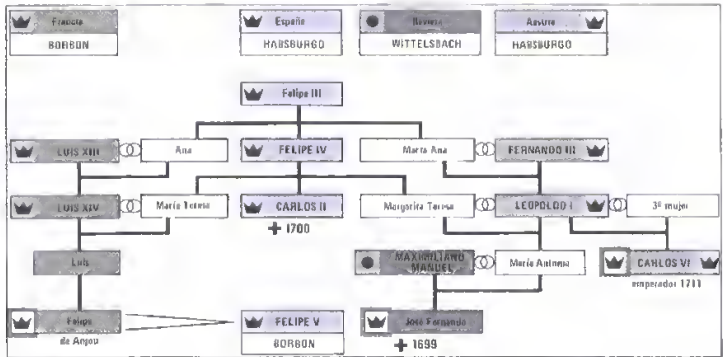 Francia
España
Baviera
Austria
BORBON
HABSBURGO
WITTELSBACH
HABSBURGO
Felipe III
LUIS XIII
Ana
FELIPE IV
María Ana
FERNANDO III
LUIS XIV
María Teresa
CARLOS II
Margarita Teresa
LEOPOLDO I
3ª mujer
+ 1700
Luis
MAXIMILIANO
MANUEL
María Antonia
CARLOS VI
emperador 1711
Felipe
de Anjou
FELIPE V
BORBON
José Fernando
+ 1699